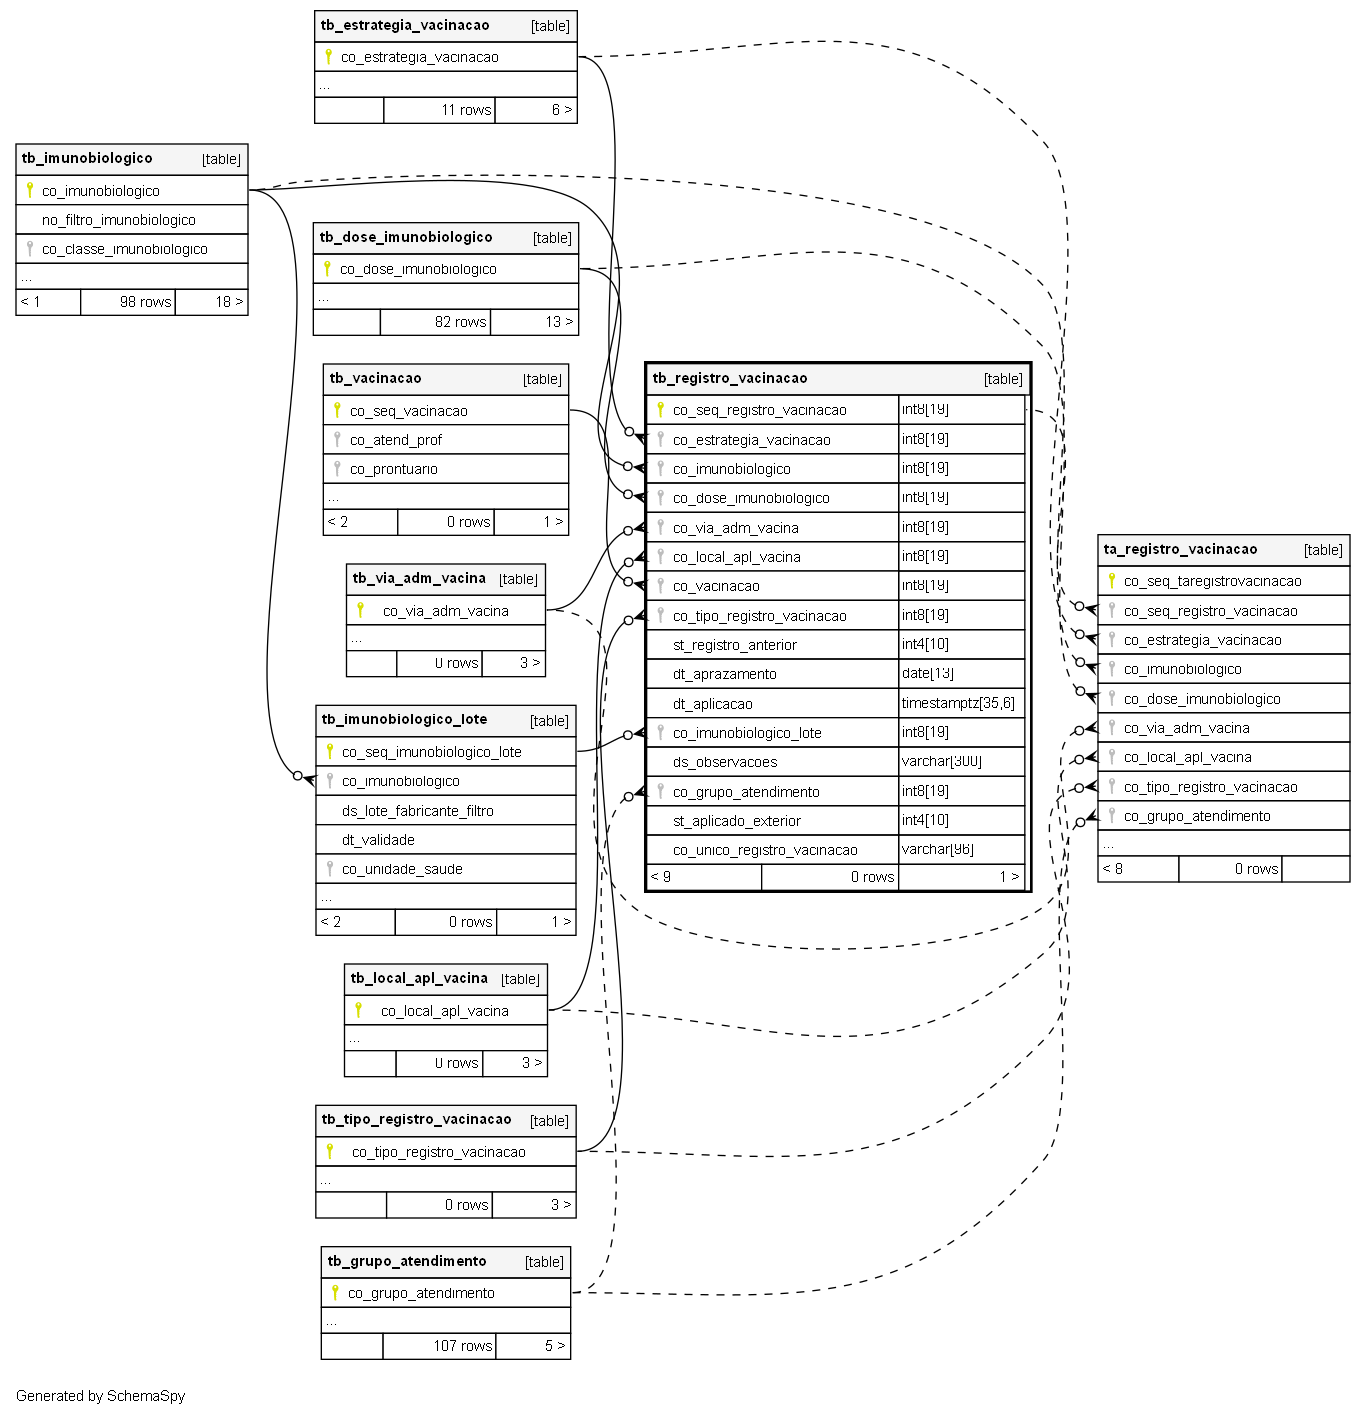 tb_estrategia_vacinacao [table]
co_estrategia_vacinacao
...
11 rows 6 >
tb_imunobiologico [table]
co_imunobiologico
no_filtro_imunobiologico
co_classe_imunobiologico
...
< 1 98 rows 18 >
tb_dose_imunobiologico [table]
co_dose_imunobiologico
...
82 rows 13 >
tb_vacinacao [table]
co_seq_vacinacao
co_atend_prof
co_prontuario
...
< 2 0 rows 1 >
tb_via_adm_vacina [table]
co_via_adm_vacina
...
0 rows 3 >
tb_imunobiologico_lote [table]
co_seq_imunobiologico_lote
co_imunobiologico
ds_lote_fabricante_filtro
dt_validade
co_unidade_saude
...
< 2 0 rows 1 >
tb_local_apl_vacina [table]
co_local_apl_vacina
...
0 rows 3 >
tb_tipo_registro_vacinacao [table]
co_tipo_registro_vacinacao
...
0 rows 3 >
tb_grupo_atendimento [table]
co_grupo_atendimento
...
107 rows 5 >
tb_registro_vacinacao [table]
co_seq_registro_vacinacao int8[19]
co_estrategia_vacinacao int8[19]
co_imunobiologico int8[19]
co_dose_imunobiologico int8[19]
co_via_adm_vacina int8[19]
co_local_apl_vacina int8[19]
co_vacinacao int8[19]
co_tipo_registro_vacinacao int8[19]
st_registro_anterior int4[10]
dt_aprazamento date[13]
dt_aplicacao timestamptz[35,6]
co_imunobiologico_lote int8[19]
ds_observacoes varchar[300]
co_grupo_atendimento int8[19]
st_aplicado_exterior int4[10]
co_unico_registro_vacinacao varchar[96]
< 9 0 rows 1 >
ta_registro_vacinacao [table]
co_seq_taregistrovacinacao
co_seq_registro_vacinacao
co_estrategia_vacinacao
co_imunobiologico
co_dose_imunobiologico
co_via_adm_vacina
co_local_apl_vacina
co_tipo_registro_vacinacao
co_grupo_atendimento
...
< 8 0 rows
Generated by SchemaSpy